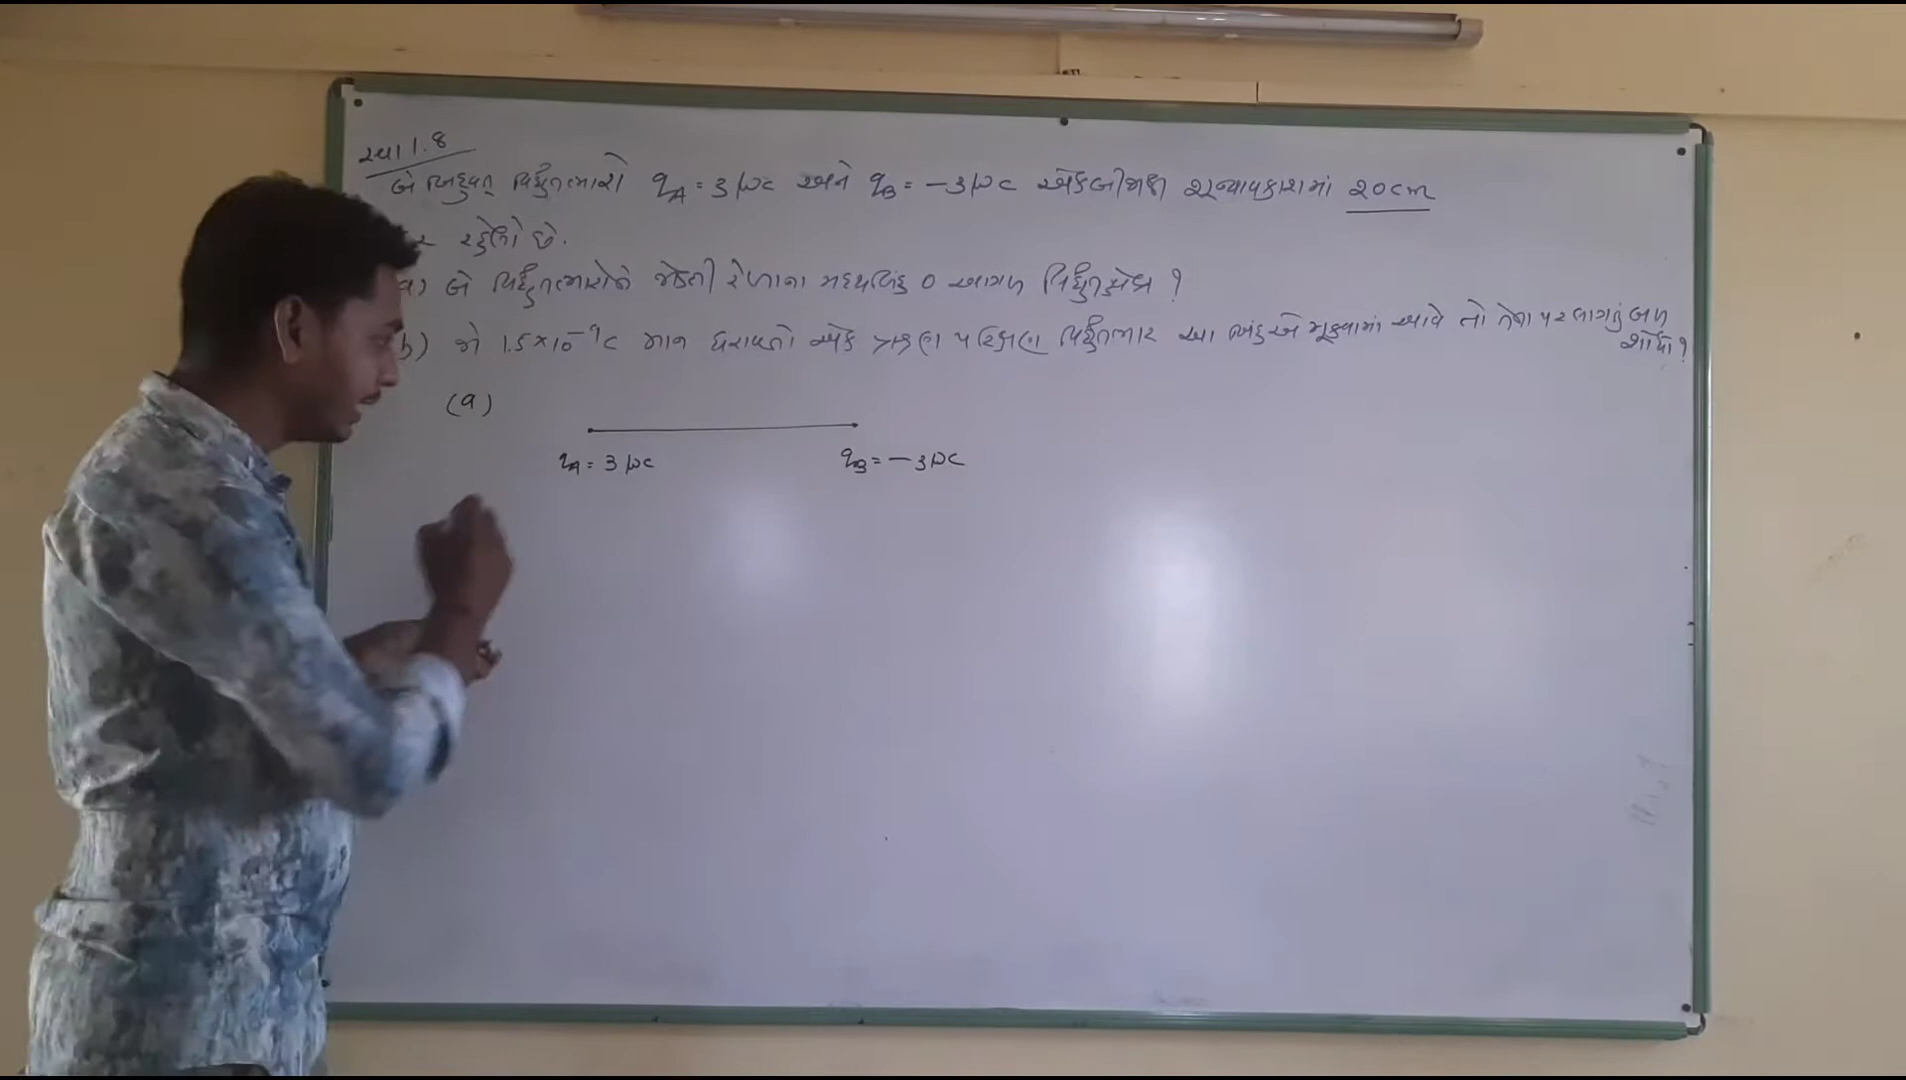 સ્વા 1.8
બે બિંદુવત્ વિદ્યુતભારો qA = 3 μC અને qB = -3 μC એકબીજાથી શૂન્યાવકાશમાં 20 cm
રહેલો છે.
a) બે વિદ્યુતભારોને જોડતી રેખાના મધ્યબિંદુ O આગળ વિદ્યુતક્ષેત્ર ?
b) જો 1.5×10⁻⁹C માન ધરાવતો એક ઋણ પરિક્ષણ વિદ્યુતભાર આ બિંદુએ મૂકવામાં આવે તો તેના પર લાગતું બળ
શોધો ?
(a)
qA = 3 μC qB = -3 μC